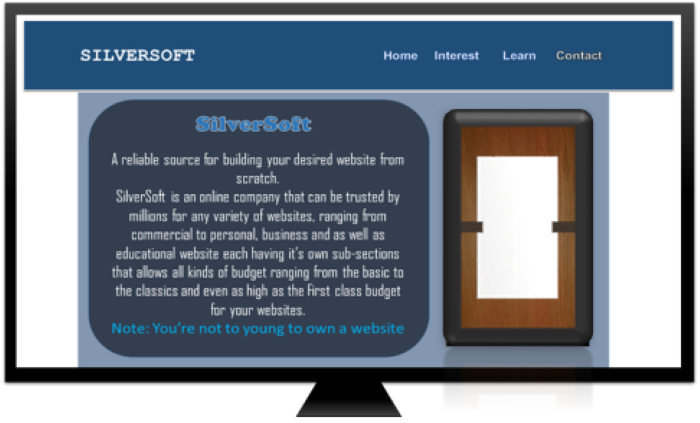 SILVERSOFT
Home Interest Learn Contact
SilverSoft
A reliable source for building your desired website from
scratch.
SilverSoft is an online company that can be trusted by
millions for any variety of websites, ranging from
commercial to personal, business and as well as
educational website each having it's own sub-sections
that allows all kinds of budget ranging from the basic to
the classics and even as high as the First class budget
for your websites.
Note: You're not to young to own a website